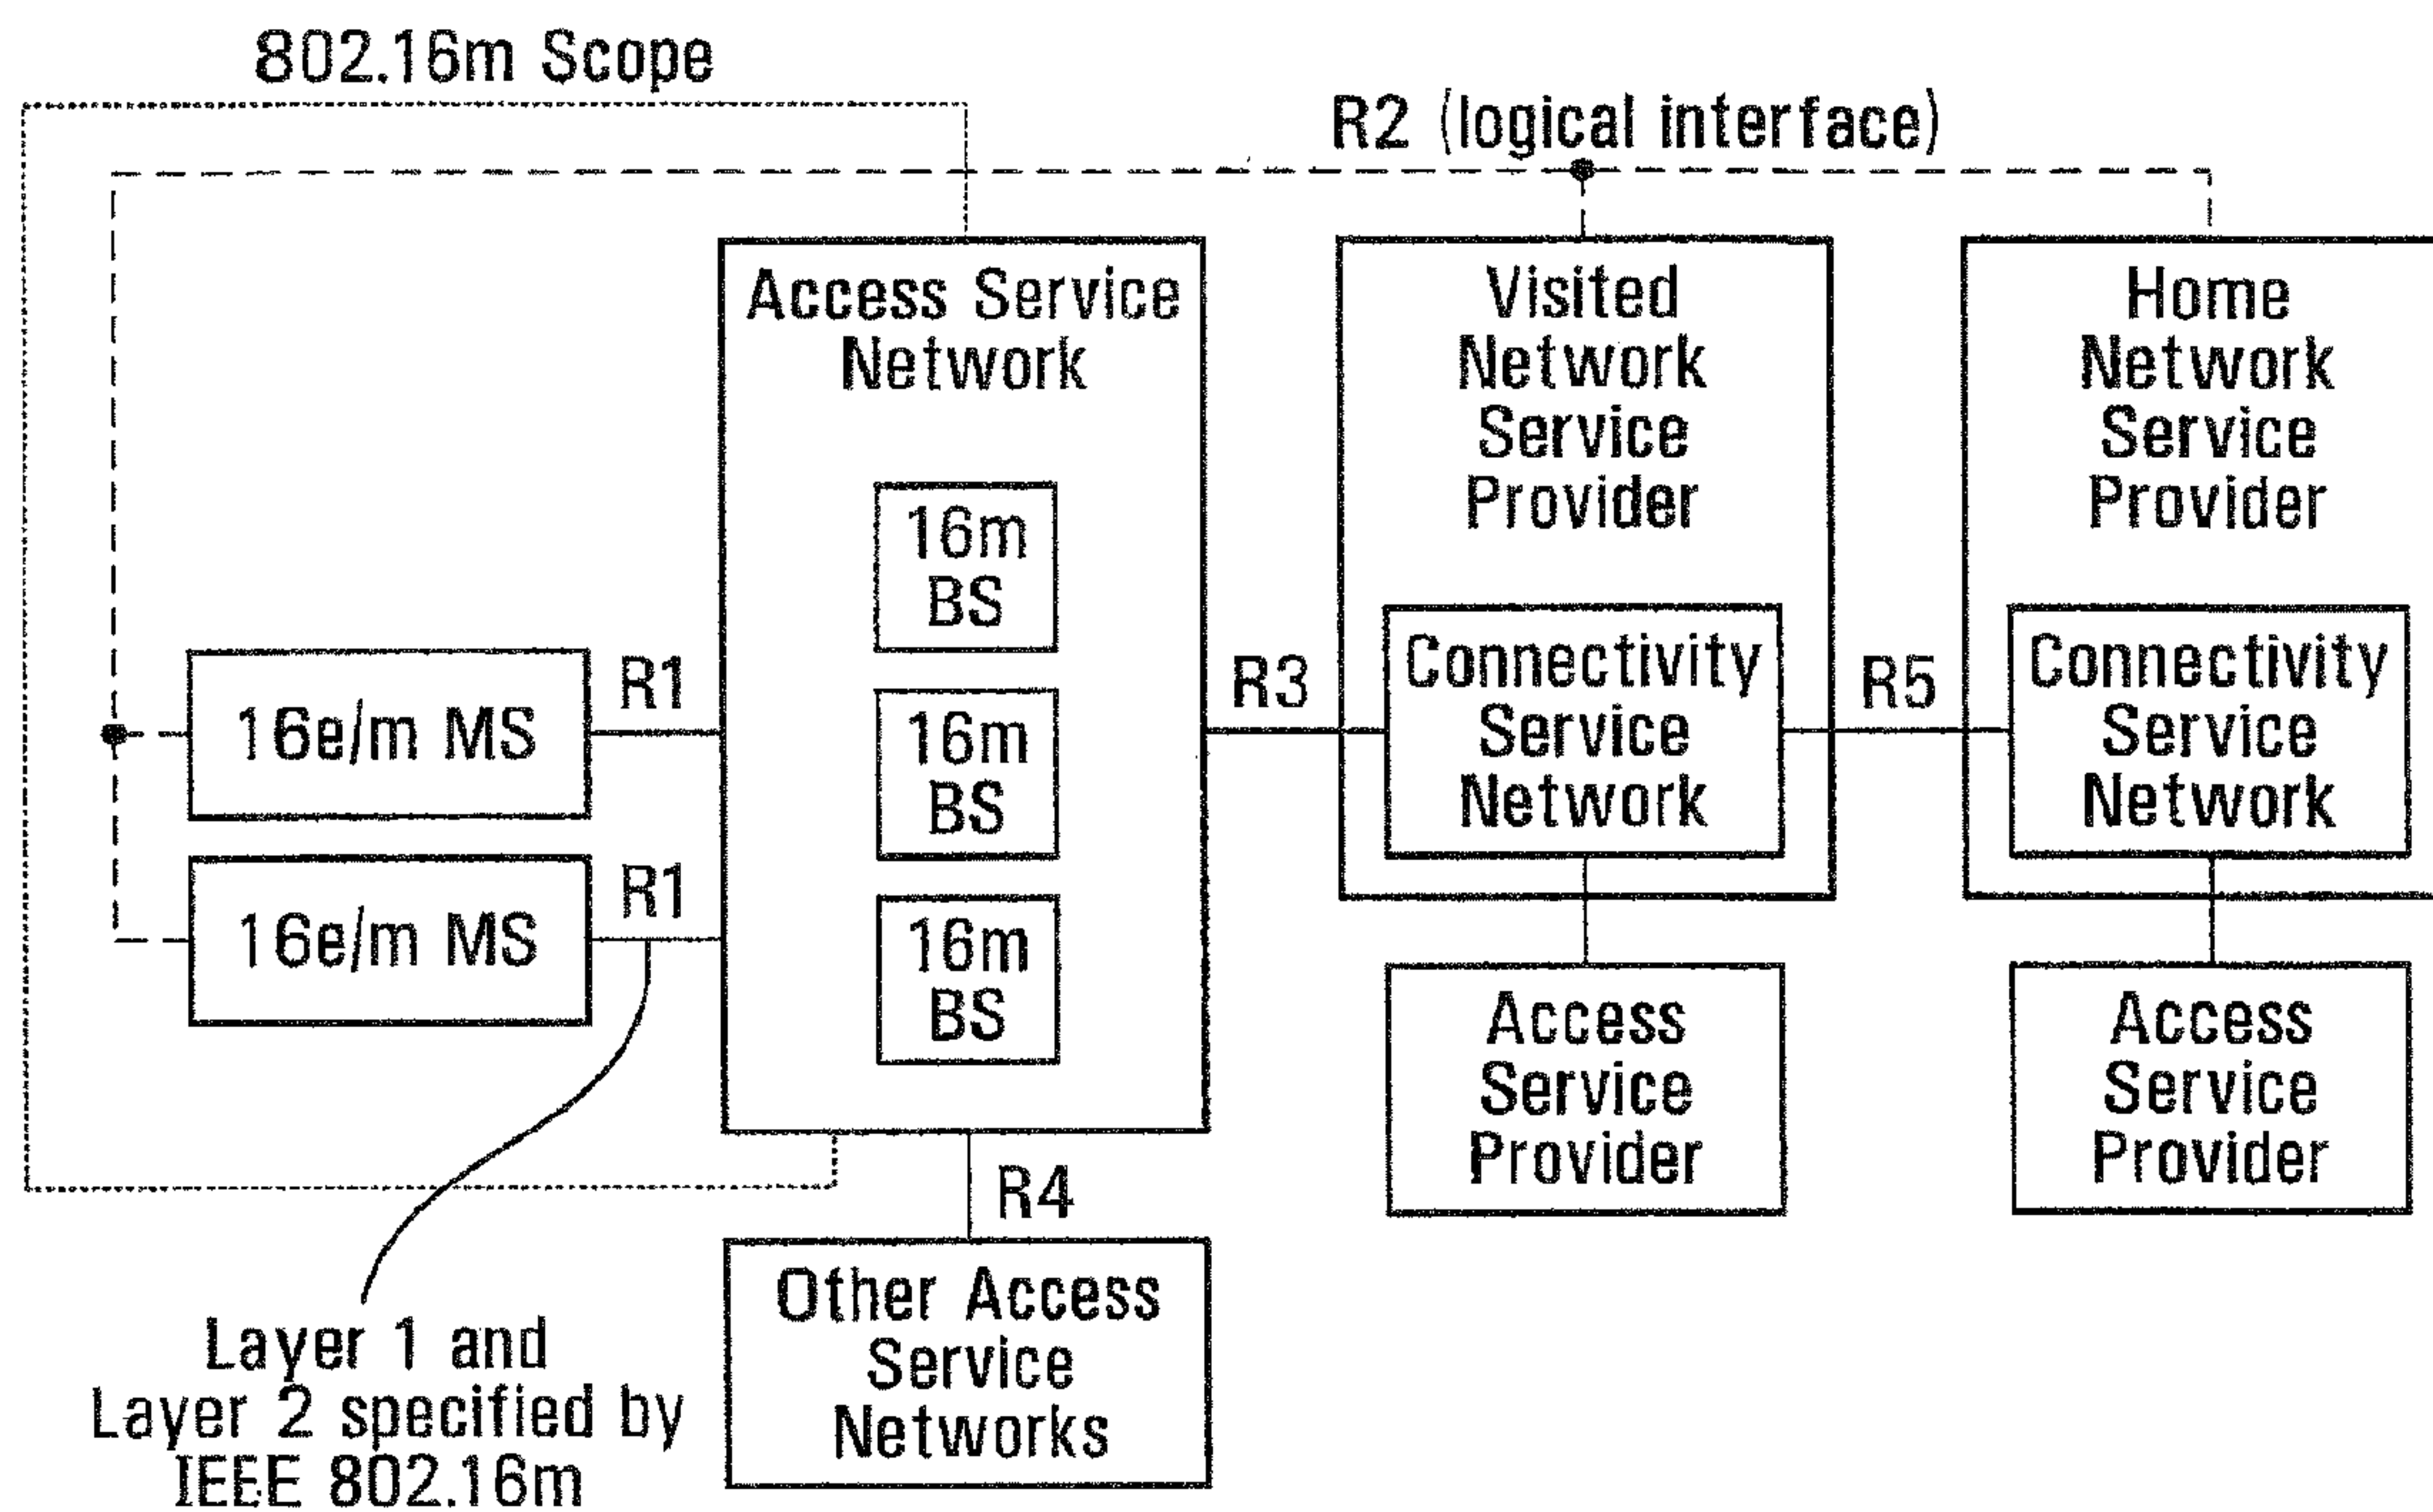 802.16m Scope
R2 (logical interface)
Access Service
Network
16m
BS
16m
BS
16m
BS
Visited
Network
Service
Provider
Home
Network
Service
Provider
16e/m MS
R1
16e/m MS
R1
R3
Connectivity
Service
Network
R5
Connectivity
Service
Network
Access
Service
Provider
Access
Service
Provider
R4
Other Access
Service
Networks
Layer 1 and
Layer 2 specified by
IEEE 802.16m